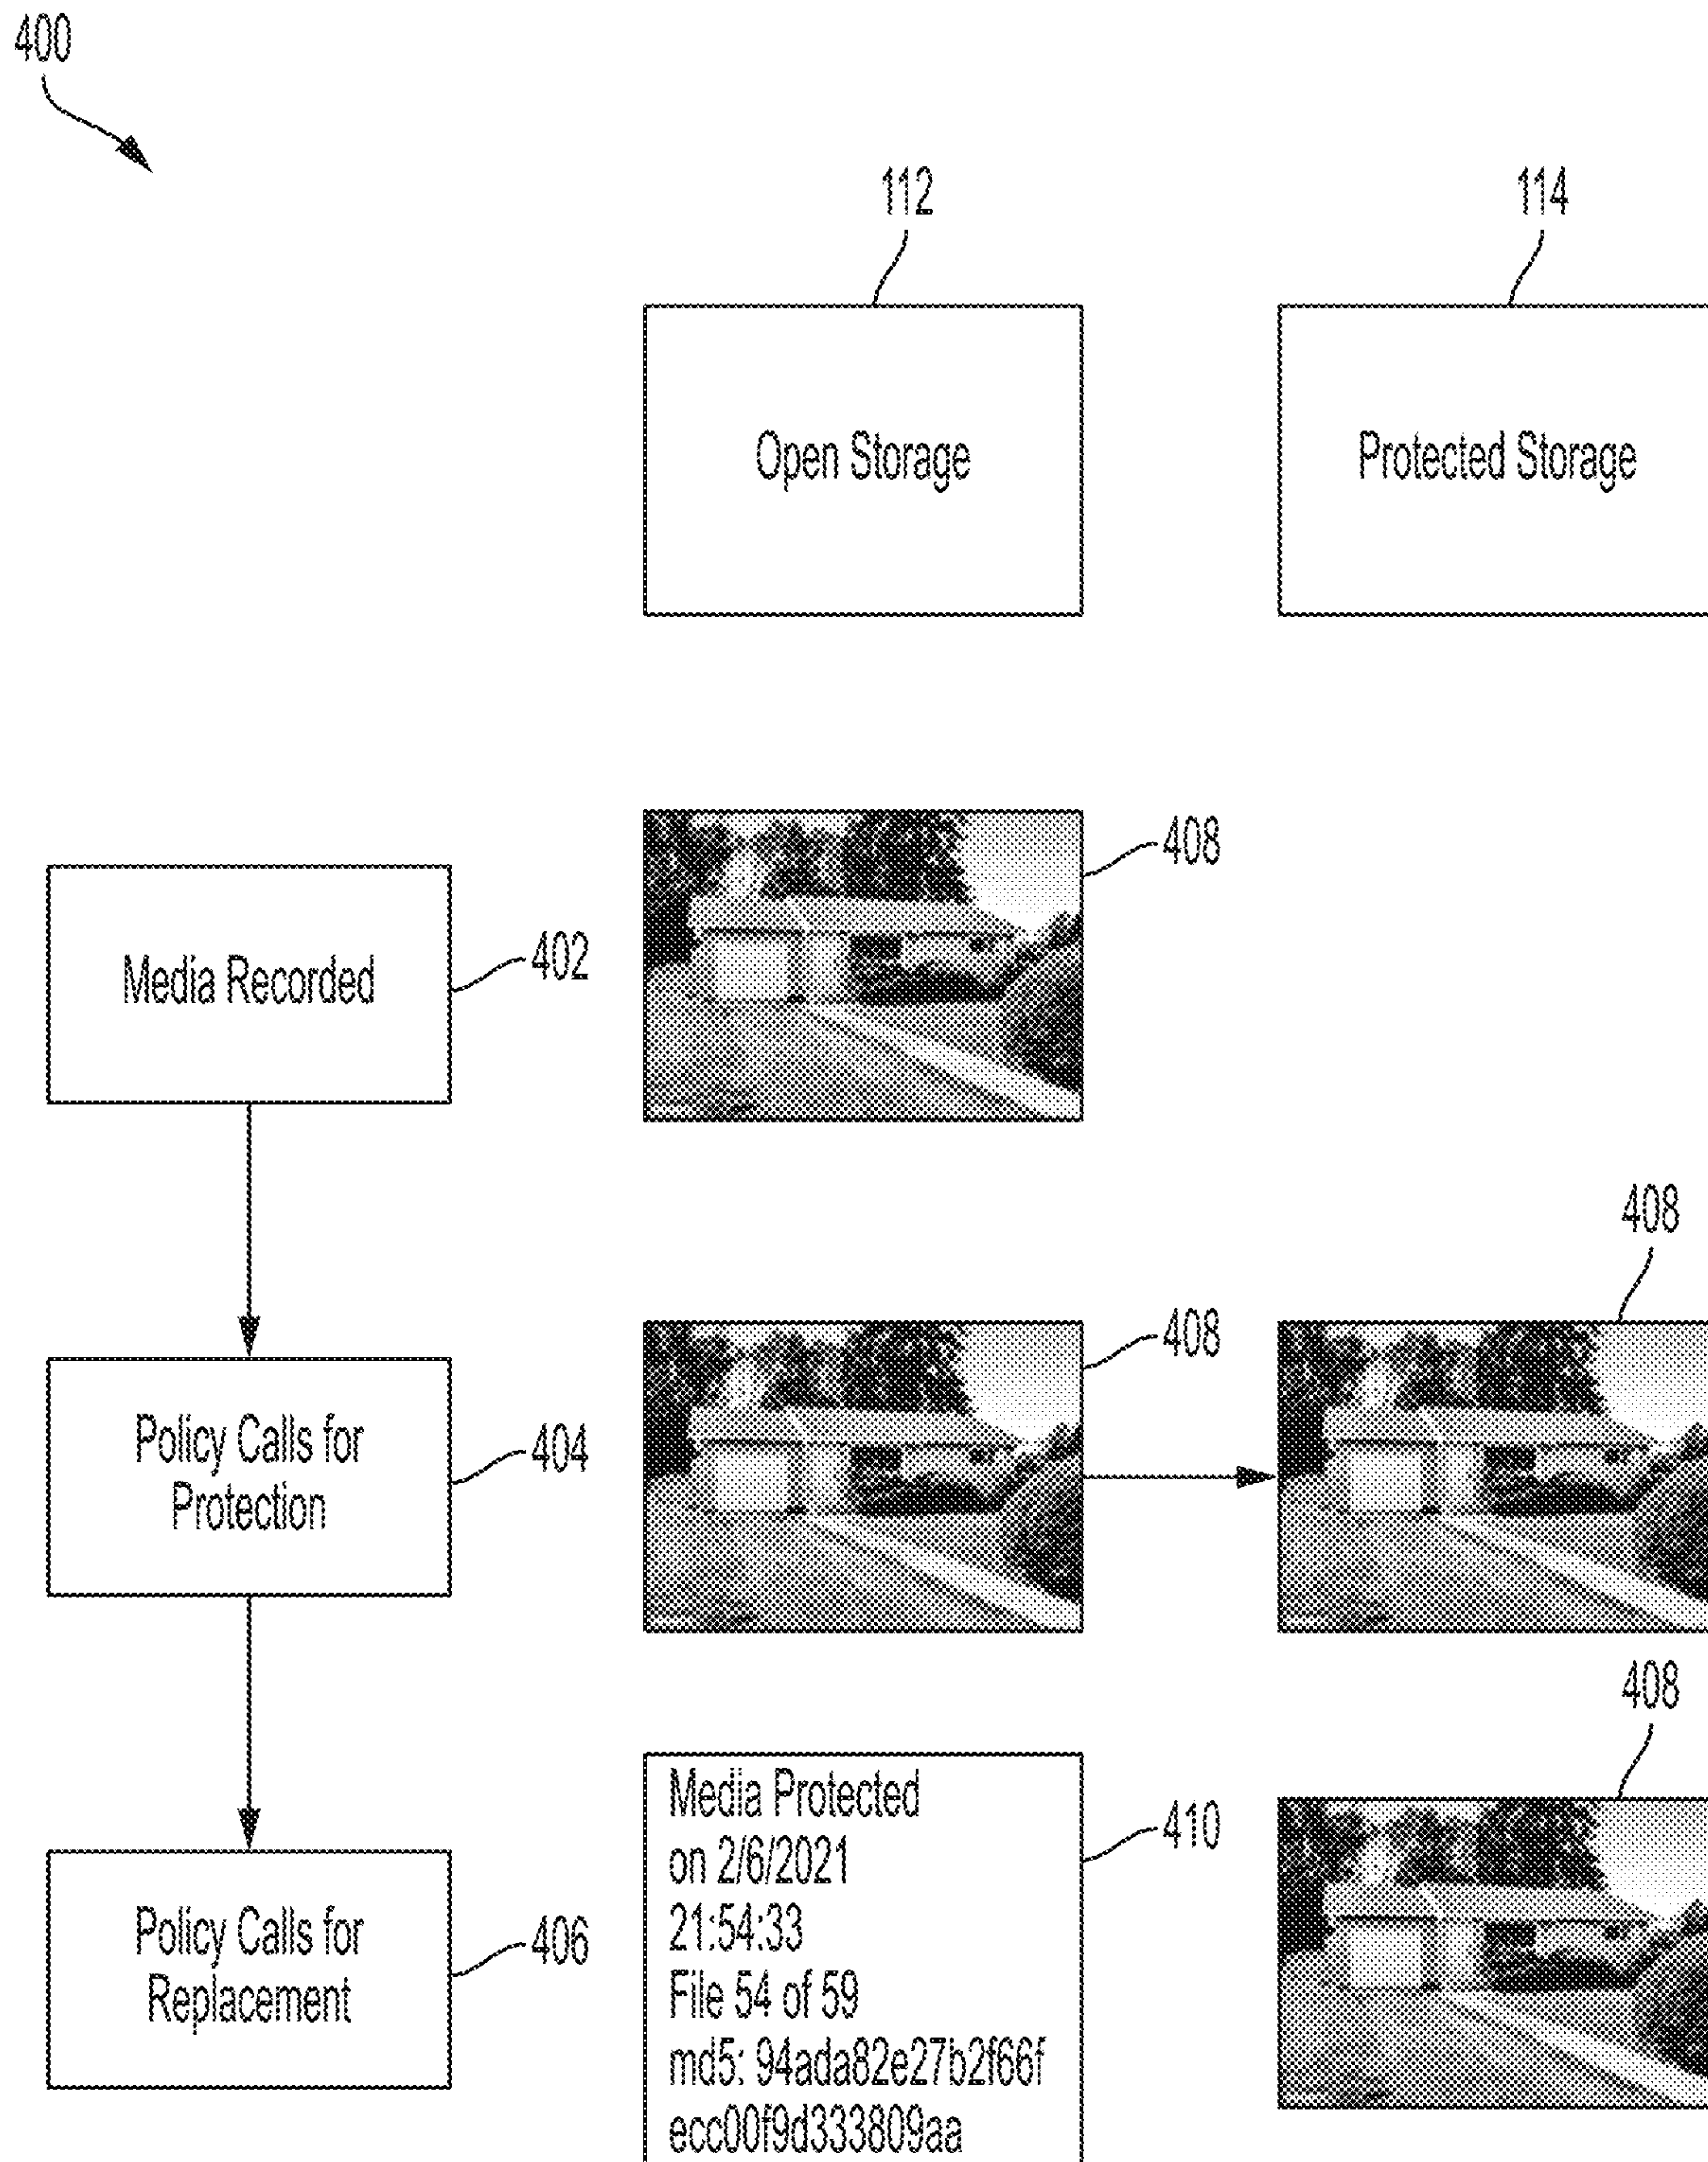 400
112
114
Open Storage
Protected Storage
408
Media Recorded
402
408
408
Policy Calls for
Protection
404
408
Media Protected
on 2/6/2021
21:54:33
File 54 of 59
md5: 94ada82e27b2f66f
ecc00f9d333809aa
410
Policy Calls for
Replacement
406